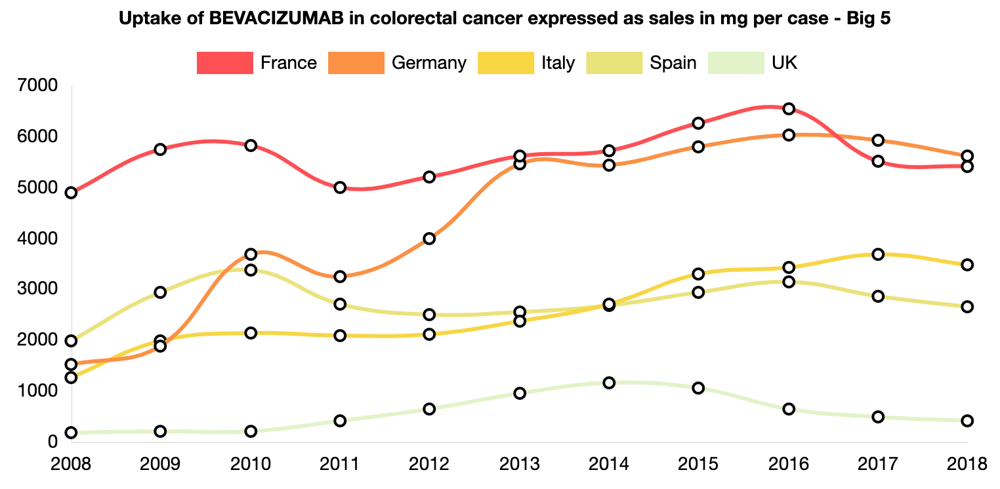 Uptake of BEVACIZUMAB in colorectal cancer expressed as sales in mg per case - Big 5
France Germany Italy Spain UK
7000
6000
5000
4000
3000
2000
1000
0
2008 2009 2010 2011 2012 2013 2014 2015 2016 2017 2018